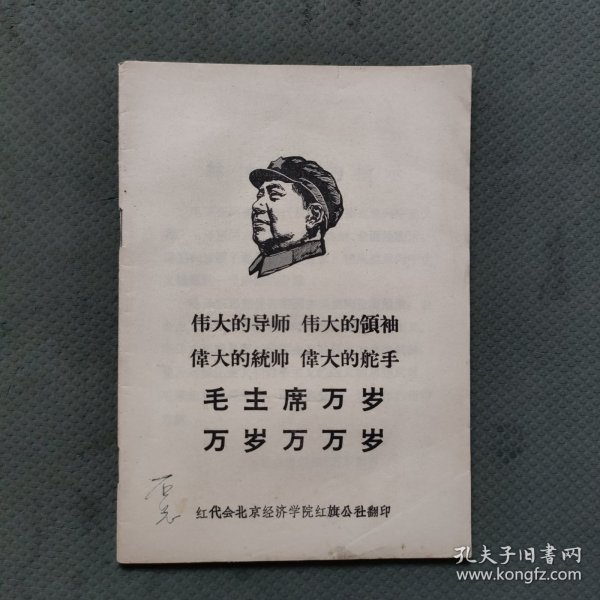 伟大的导师 伟大的領袖
偉大的統帅 偉大的舵手
毛主席万岁
万岁万万岁
红代会北京经济学院红旗公社翻印
孔夫子旧书网
www.kongfz.com